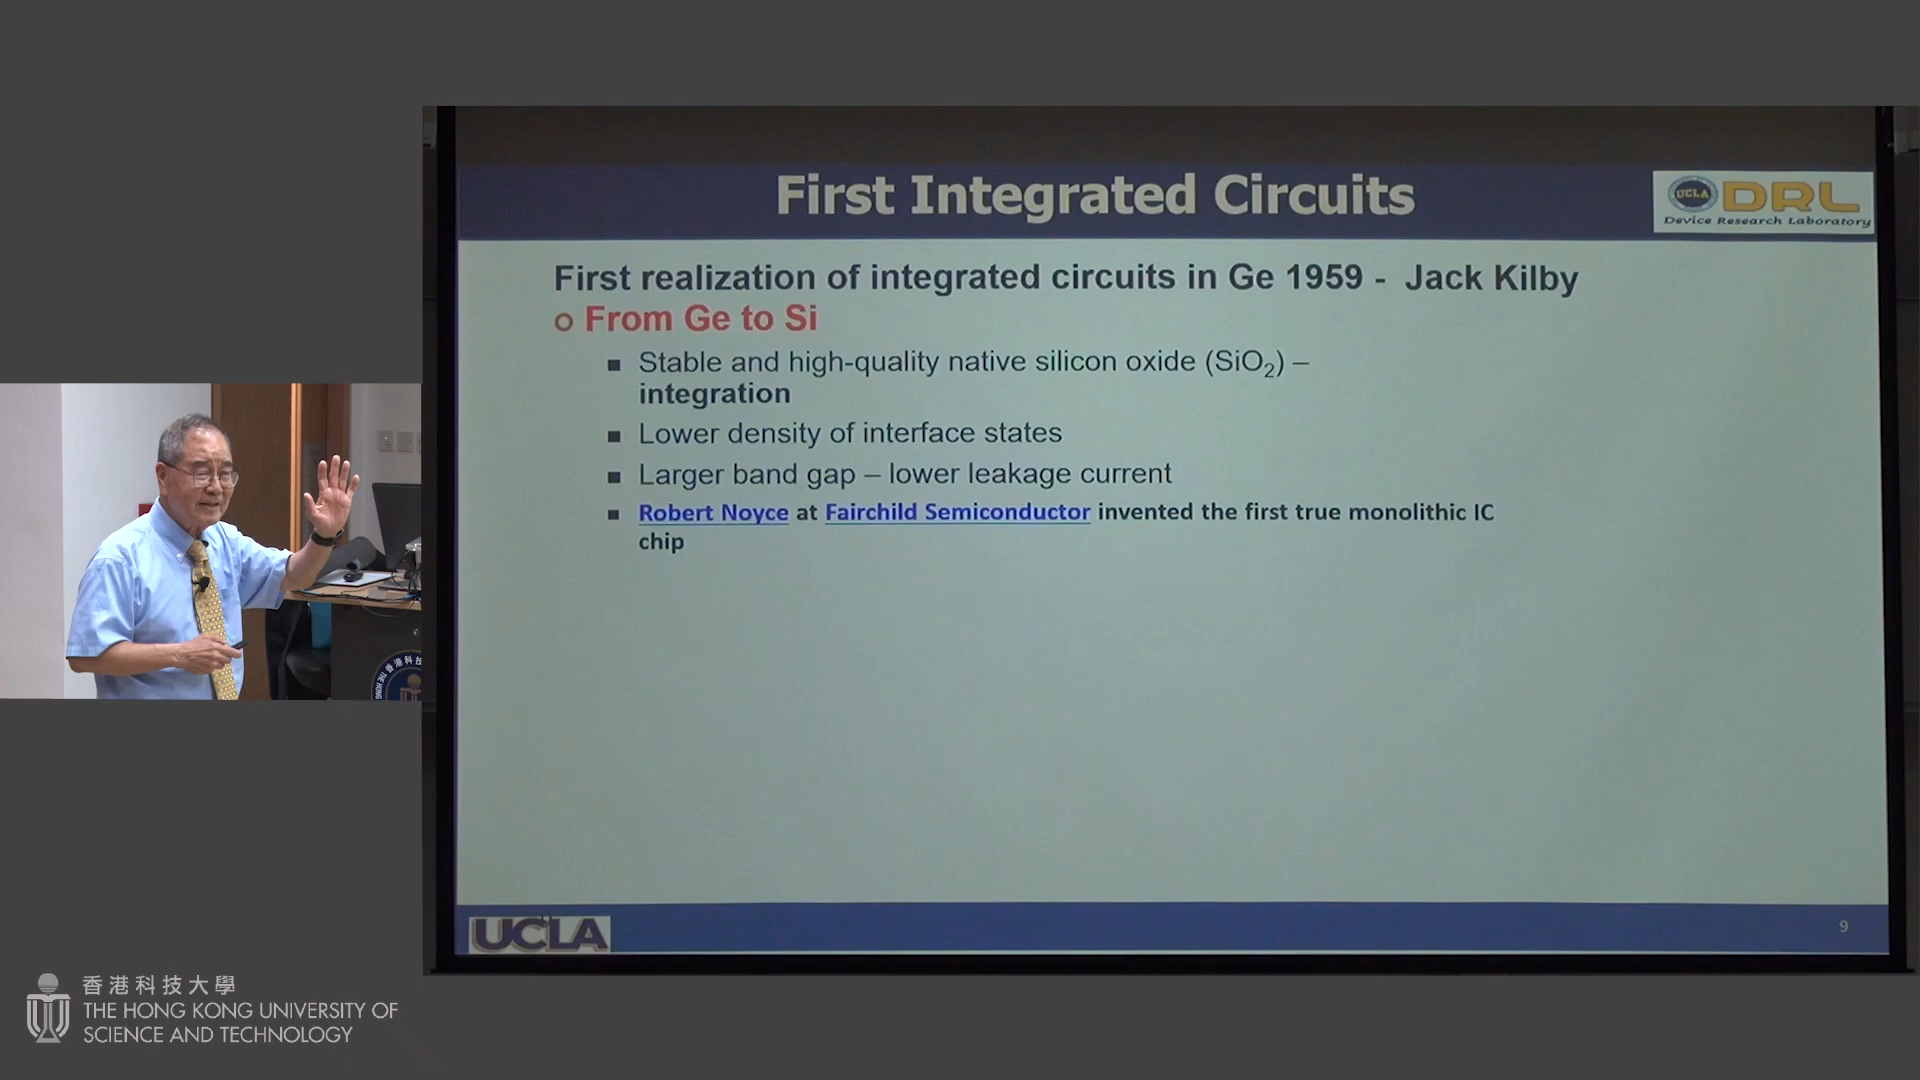 First Integrated Circuits
UCLA DRL
Device Research Laboratory
First realization of integrated circuits in Ge 1959 - Jack Kilby
From Ge to Si
Stable and high-quality native silicon oxide (SiO₂) –
integration
Lower density of interface states
Larger band gap – lower leakage current
Robert Noyce at Fairchild Semiconductor invented the first true monolithic IC
chip
UCLA
9
香港科技大學
THE HONG KONG UNIVERSITY OF
SCIENCE AND TECHNOLOGY